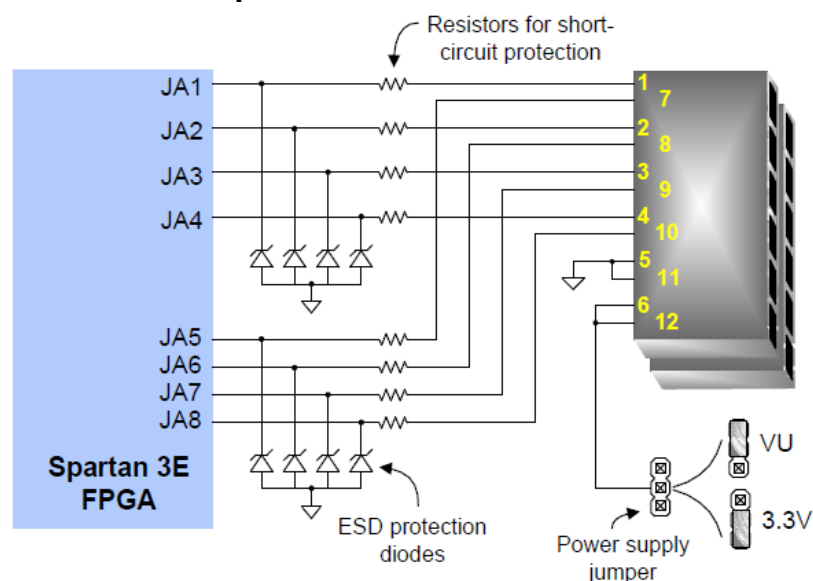 Resistors for short-
circuit protection
JA1
JA2
JA3
JA4
JA5
JA6
JA7
JA8
Spartan 3E
FPGA
1
7
2
8
3
9
4
10
5
11
6
12
ESD protection
diodes
Power supply
jumper
VU
3.3V